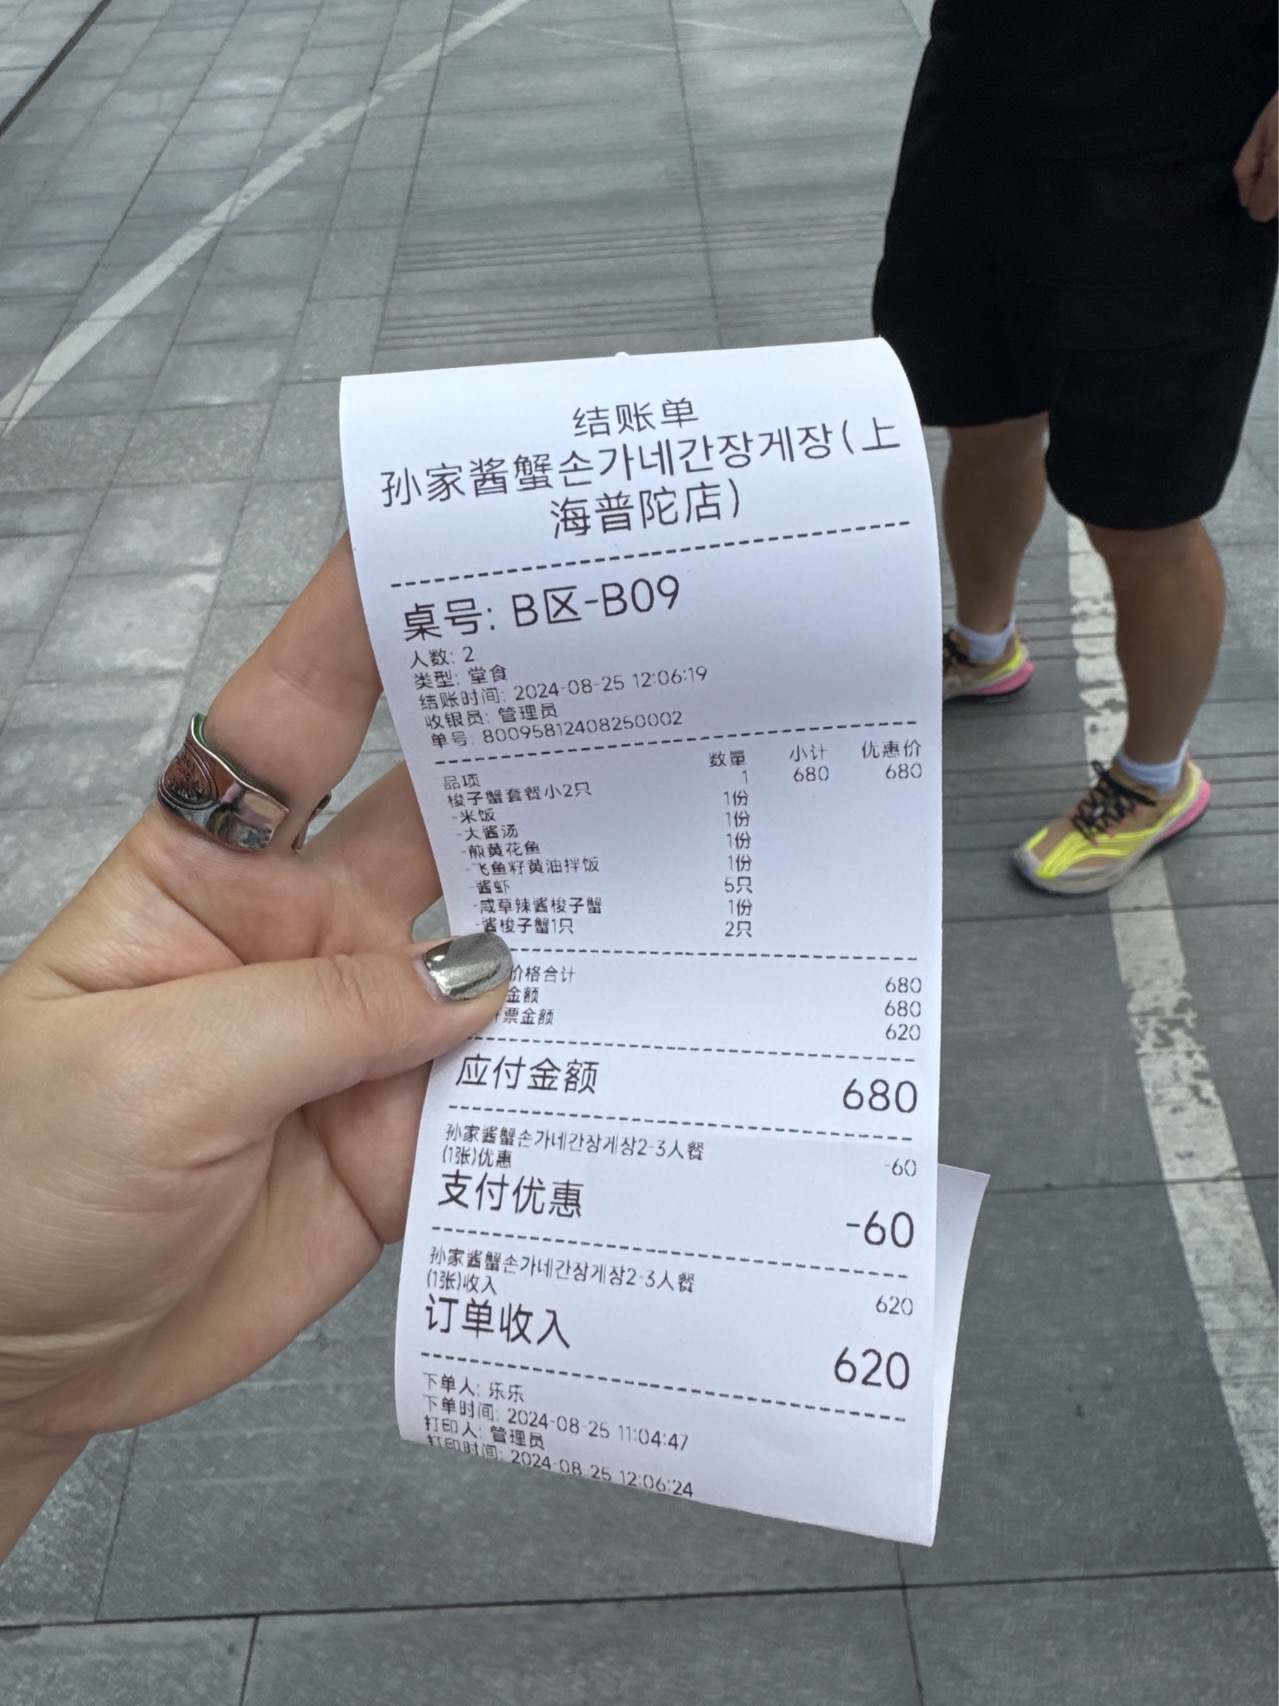 结账单
孙家酱蟹손가네간장게장(上
海普陀店)
桌号: B区-B09
人数: 2
类型: 堂食
结账时间: 2024-08-25 12:06:19
收银员: 管理员
单号: 80095812408250002
品项 数量 小计 优惠价
梭子蟹套餐小2只 1 680 680
-米饭 1份
-大酱汤 1份
-煎黄花鱼 1份
-飞鱼籽黄油拌饭 1份
-酱虾 5只
-咸草辣酱梭子蟹 1份
-酱梭子蟹1只 2只
价格合计 680
金额 680
票金额 620
应付金额 680
孙家酱蟹손가네간장게장2-3人餐
(1张)优惠 -60
支付优惠 -60
孙家酱蟹손가네간장게장2-3人餐
(1张)收入 620
订单收入 620
下单人: 乐乐
下单时间: 2024-08-25 11:04:47
打印人: 管理员
打印时间: 2024-08-25 12:06:24